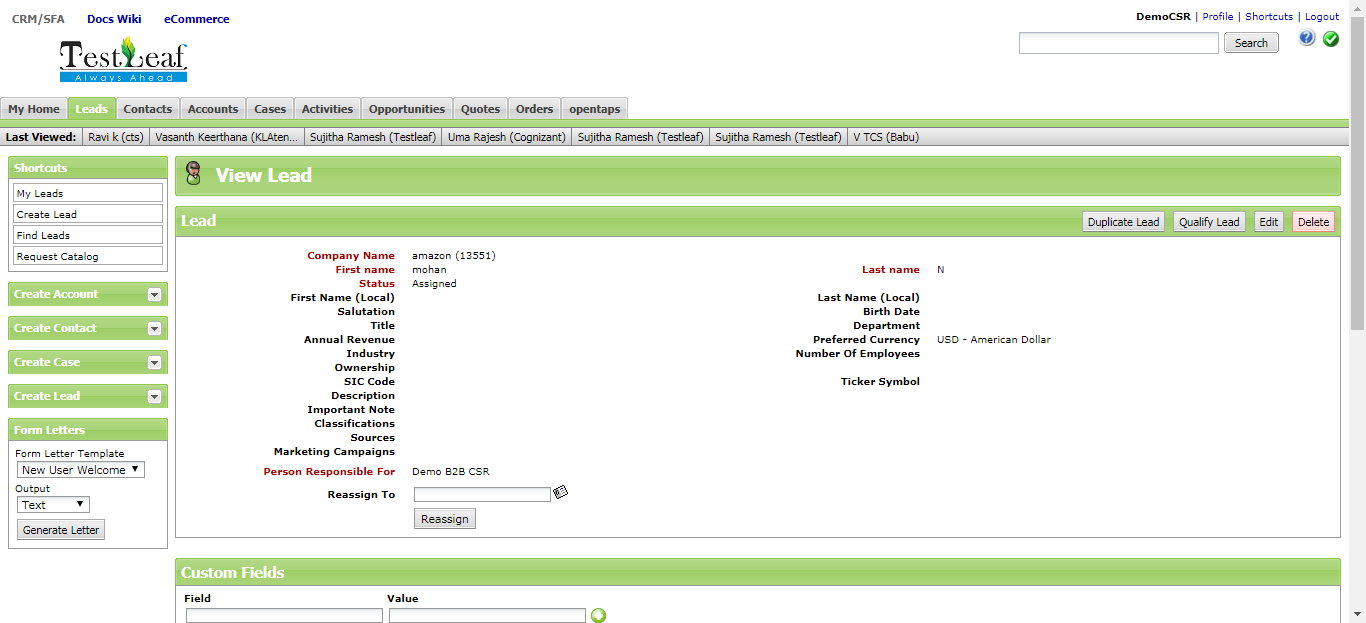 CRM/SFA Docs Wiki eCommerce
DemoCSR | Profile | Shortcuts | Logout
TestLeaf
Always Ahead
Search
My Home Leads Contacts Accounts Cases Activities Opportunities Quotes Orders opentaps
Last Viewed: Ravi k (cts) Vasanth Keerthana (KLAten... Sujitha Ramesh (Testleaf) Uma Rajesh (Cognizant) Sujitha Ramesh (Testleaf) Sujitha Ramesh (Testleaf) V TCS (Babu)
Shortcuts
My Leads
Create Lead
Find Leads
Request Catalog
Create Account
Create Contact
Create Case
Create Lead
Form Letters
Form Letter Template
New User Welcome
Output
Text
Generate Letter
View Lead
Lead
Duplicate Lead Qualify Lead Edit Delete
Company Name amazon (13551)
First name mohan Last name N
Status Assigned
First Name (Local) Last Name (Local)
Salutation Birth Date
Title Department
Annual Revenue Preferred Currency USD - American Dollar
Industry Number Of Employees
Ownership
SIC Code Ticker Symbol
Description
Important Note
Classifications
Sources
Marketing Campaigns
Person Responsible For Demo B2B CSR
Reassign To
Reassign
Custom Fields
Field Value